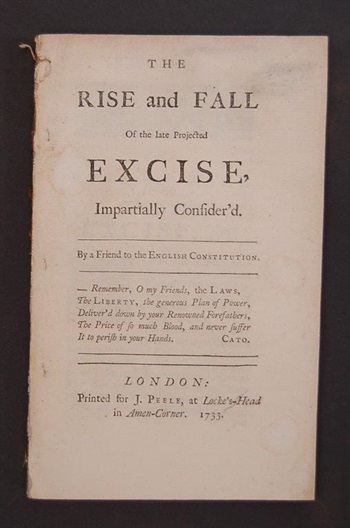 THE
RISE and FALL
Of the late Projected
EXCISE,
Impartially Consider'd.
By a Friend to the ENGLISH CONSTITUTION.
— Remember, O my Friends, the LAWS,
The LIBERTY, the generous Plan of Power,
Deliver'd down by your Renowned Forefathers,
The Price of so much Blood, and never suffer
It to perish in your Hands. CATO.
LONDON:
Printed for J. PEELE, at Locke's-Head
in Amen-Corner. 1733.